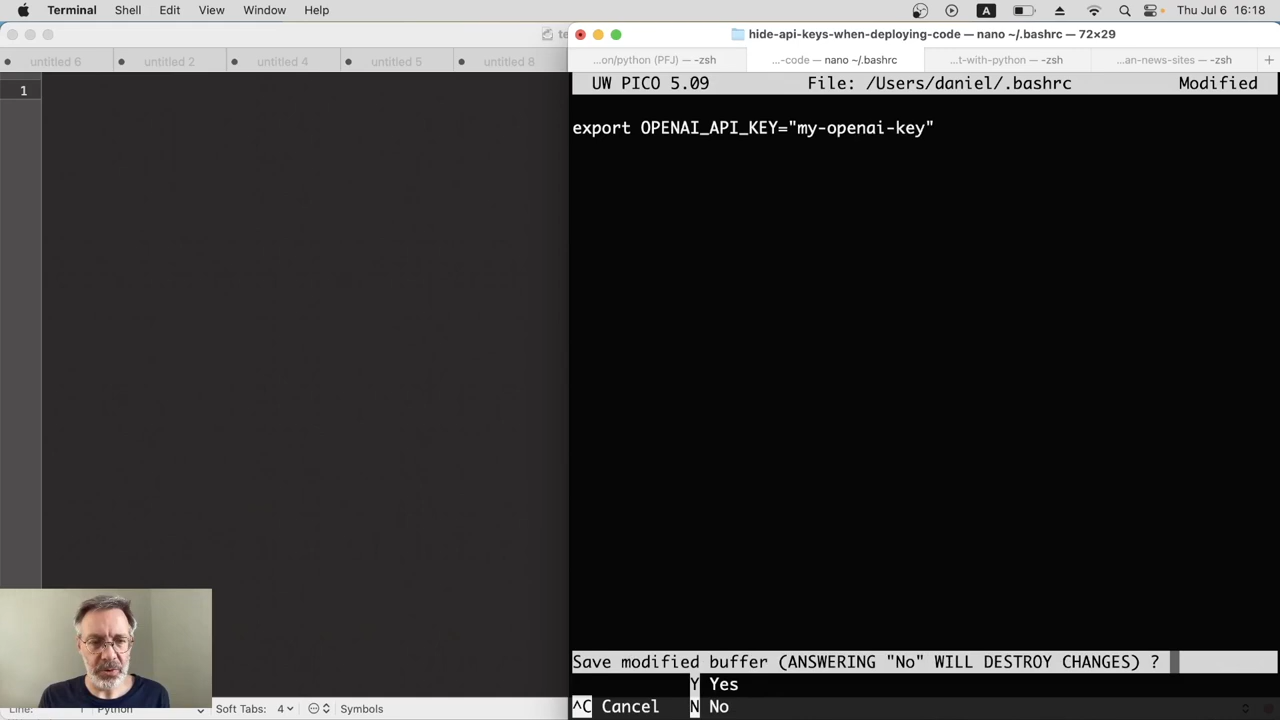 Terminal Shell Edit View Window Help A Thu Jul 6 16:18
hide-api-keys-when-deploying-code — nano ~/.bashrc — 72×29
untitled 6 untitled 2 untitled 4 untitled 5 untitled 8
...on/python (PFJ) — -zsh ...-code — nano ~/.bashrc ...t-with-python — -zsh ...an-news-sites — -zsh +
1
UW PICO 5.09 File: /Users/daniel/.bashrc Modified
export OPENAI_API_KEY="my-openai-key"
Save modified buffer (ANSWERING "No" WILL DESTROY CHANGES) ?
Y Yes
^C Cancel N No
Line: 1 Python Soft Tabs: 4 Symbols